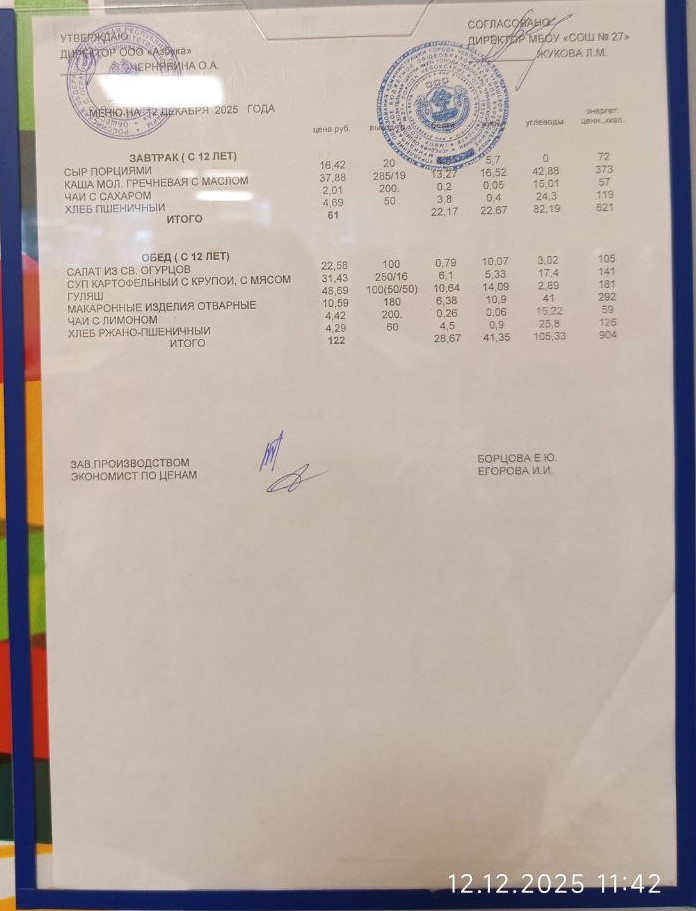 УТВЕРЖДАЮ
ДИРЕКТОР ООО «Азбука»
ЧЕРНЯВИНА О А.
СОГЛАСОВАНО
ДИРЕКТОР МБОУ «СОШ № 27»
ЖУКОВА Л.М.
МЕНЮ НА 12 ДЕКАБРЯ 2025 ГОДА
цена руб. углеводы энергет. ценн.,ккал.
ЗАВТРАК ( С 12 ЛЕТ)
СЫР ПОРЦИЯМИ 16,42 20 5,7 0 72
КАША МОЛ. ГРЕЧНЕВАЯ С МАСЛОМ 37,88 285/19 13,27 16,52 42,88 373
ЧАЙ С САХАРОМ 2,01 200. 0,2 0,05 15,01 57
ХЛЕБ ПШЕНИЧНЫЙ 4,69 50 3,8 0,4 24,3 119
ИТОГО 61 22,17 22,67 82,19 621
ОБЕД ( С 12 ЛЕТ)
САЛАТ ИЗ СВ. ОГУРЦОВ 22,58 100 0,79 10,07 3,02 105
СУП КАРТОФЕЛЬНЫЙ С КРУПОЙ, С МЯСОМ 31,43 250/16 6,1 5,33 17,4 141
ГУЛЯШ 48,69 100(50/50) 10,64 14,09 2,89 181
МАКАРОННЫЕ ИЗДЕЛИЯ ОТВАРНЫЕ 10,59 180 6,38 10,9 41 292
ЧАЙ С ЛИМОНОМ 4,42 200. 0,26 0,06 15,22 59
ХЛЕБ РЖАНО-ПШЕНИЧНЫЙ 4,29 60 4,5 0,9 25,8 126
ИТОГО 122 28,67 41,35 105,33 904
ЗАВ ПРОИЗВОДСТВОМ БОРЦОВА Е.Ю.
ЭКОНОМИСТ ПО ЦЕНАМ ЕГОРОВА И.И.
12.12.2025 11:42